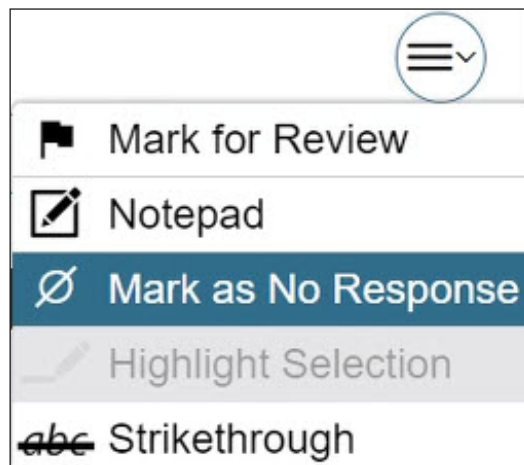 Mark for Review
Notepad
Mark as No Response
Highlight Selection
abc Strikethrough